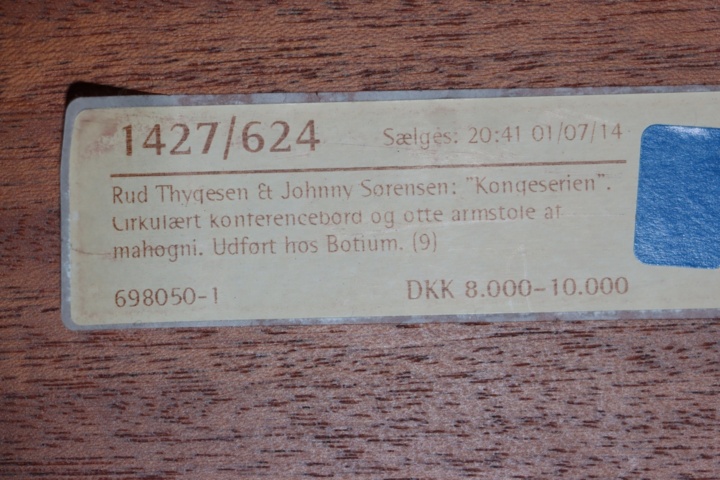 1427/624
Sælges: 20:41 01/07/14
Rud Thygesen & Johnny Sørensen: "Kongeserien".
Cirkulært konferencebord og otte armstole af
mahogni. Udført hos Botium. (9)
698050-1
DKK 8.000-10.000